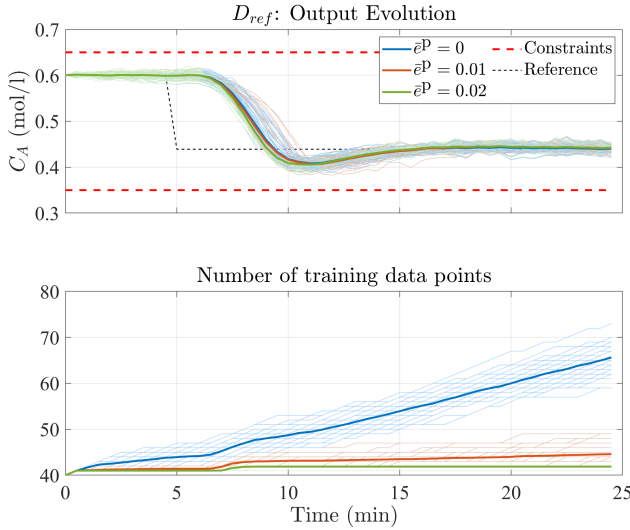 D_ref: Output Evolution
0.7
0.6
0.5
0.4
0.3
C_A (mol/l)
ē^p = 0
ē^p = 0.01
ē^p = 0.02
Constraints
Reference
Number of training data points
80
70
60
50
40
0 5 10 15 20 25
Time (min)